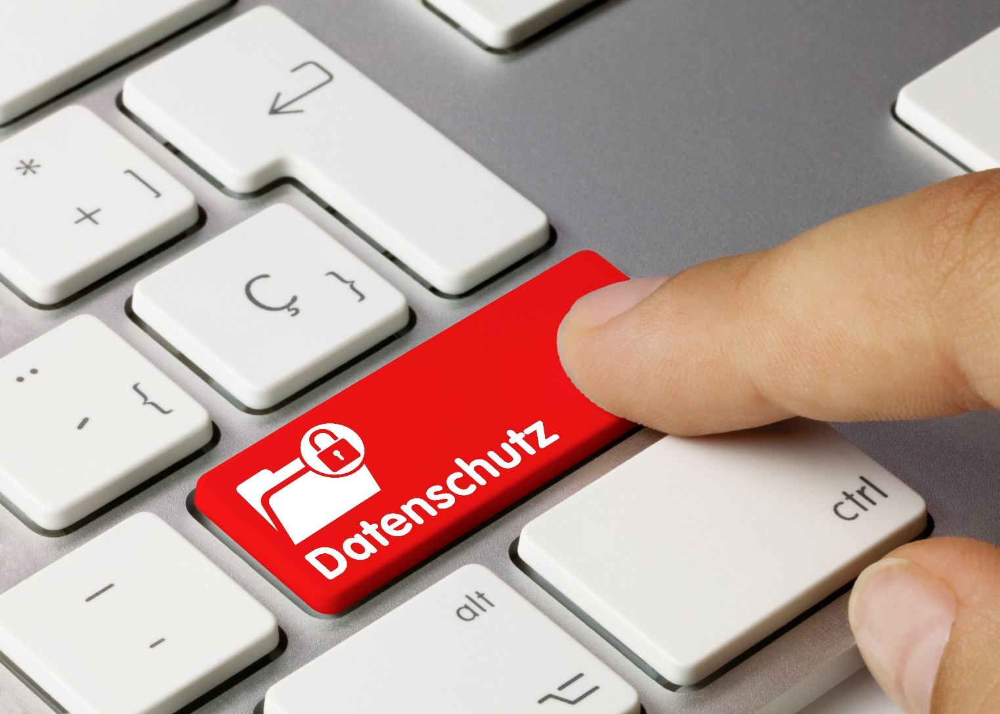 * ]
+
Ç }
¨ {
´
Datenschutz
ctrl
alt
_
-